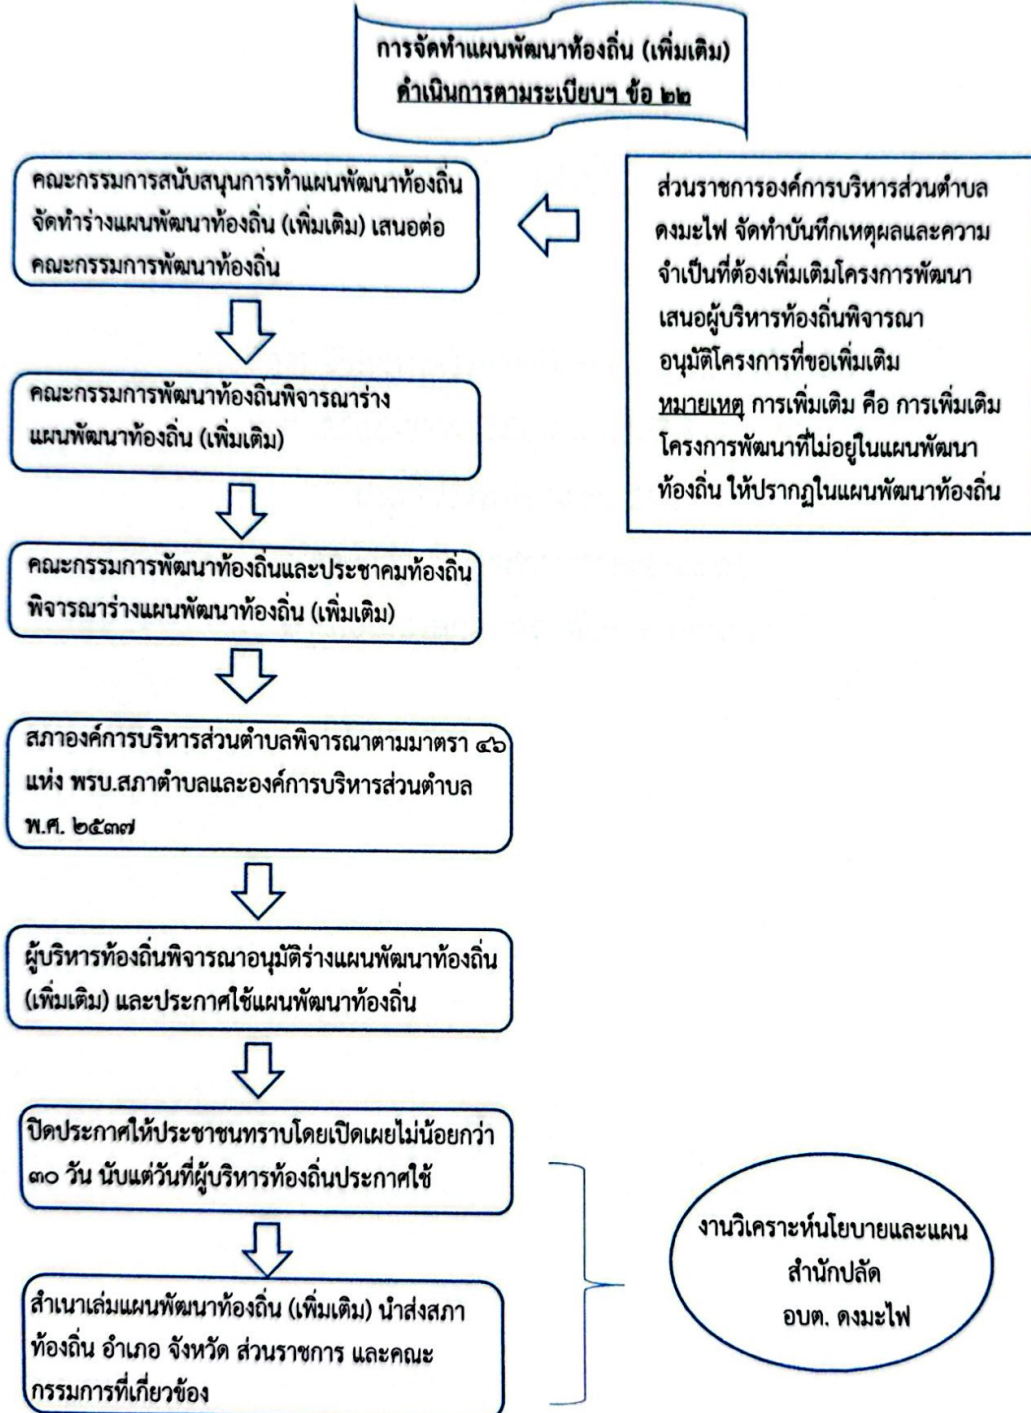 การจัดทำแผนพัฒนาท้องถิ่น (เพิ่มเติม)
ดำเนินการตามระเบียบฯ ข้อ ๒๒
ส่วนราชการองค์การบริหารส่วนตำบล
ดงมะไฟ จัดทำบันทึกเหตุผลและความ
จำเป็นที่ต้องเพิ่มเติมโครงการพัฒนา
เสนอผู้บริหารท้องถิ่นพิจารณา
อนุมัติโครงการที่ขอเพิ่มเติม
หมายเหตุ การเพิ่มเติม คือ การเพิ่มเติม
โครงการพัฒนาที่ไม่อยู่ในแผนพัฒนา
ท้องถิ่น ให้ปรากฏในแผนพัฒนาท้องถิ่น
คณะกรรมการสนับสนุนการทำแผนพัฒนาท้องถิ่น
จัดทำร่างแผนพัฒนาท้องถิ่น (เพิ่มเติม) เสนอต่อ
คณะกรรมการพัฒนาท้องถิ่น
คณะกรรมการพัฒนาท้องถิ่นพิจารณาร่าง
แผนพัฒนาท้องถิ่น (เพิ่มเติม)
คณะกรรมการพัฒนาท้องถิ่นและประชาคมท้องถิ่น
พิจารณาร่างแผนพัฒนาท้องถิ่น (เพิ่มเติม)
สภาองค์การบริหารส่วนตำบลพิจารณาตามมาตรา ๔๖
แห่ง พรบ.สภาตำบลและองค์การบริหารส่วนตำบล
พ.ศ. ๒๕๓๗
ผู้บริหารท้องถิ่นพิจารณาอนุมัติร่างแผนพัฒนาท้องถิ่น
(เพิ่มเติม) และประกาศใช้แผนพัฒนาท้องถิ่น
ปิดประกาศให้ประชาชนทราบโดยเปิดเผยไม่น้อยกว่า
๓๐ วัน นับแต่วันที่ผู้บริหารท้องถิ่นประกาศใช้
สำเนาเล่มแผนพัฒนาท้องถิ่น (เพิ่มเติม) นำส่งสภา
ท้องถิ่น อำเภอ จังหวัด ส่วนราชการ และคณะ
กรรมการที่เกี่ยวข้อง
งานวิเคราะห์นโยบายและแผน
สำนักปลัด
อบต. ดงมะไฟ